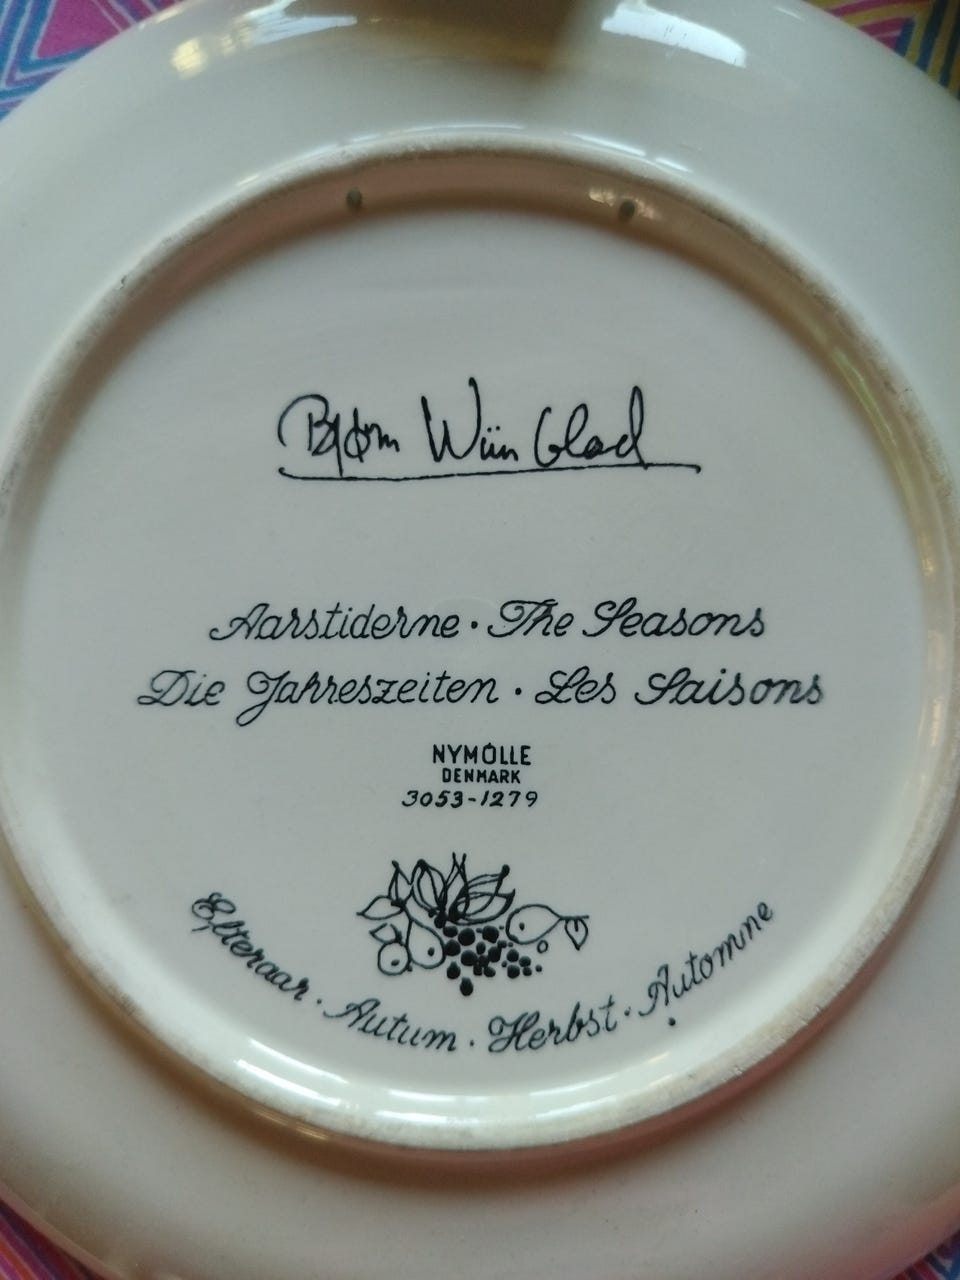 Bjørn Wiinblad
Aarstiderne · The Seasons
Die Jahreszeiten · Les Saisons
NYMÖLLE
DENMARK
3053-1279
Efteraar · Autum · Herbst · Automne